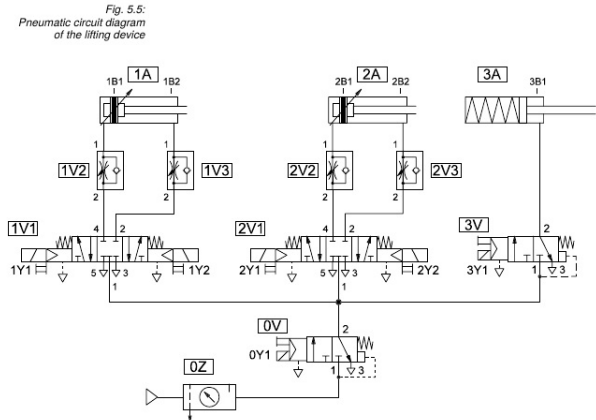 Fig. 5.5:
Pneumatic circuit diagram
of the lifting device
1B1 1A 1B2
2B1 2A 2B2
3A 3B1
1 1
1 1
1V2 1V3
2V2 2V3
2 2
2 2
1V1 4 2
2V1 4 2
3V 2
1Y1 5 3 1Y2
1
2Y1 5 3 2Y2
1
3Y1 1 3
0V 2
0Y1 1 3
0Z